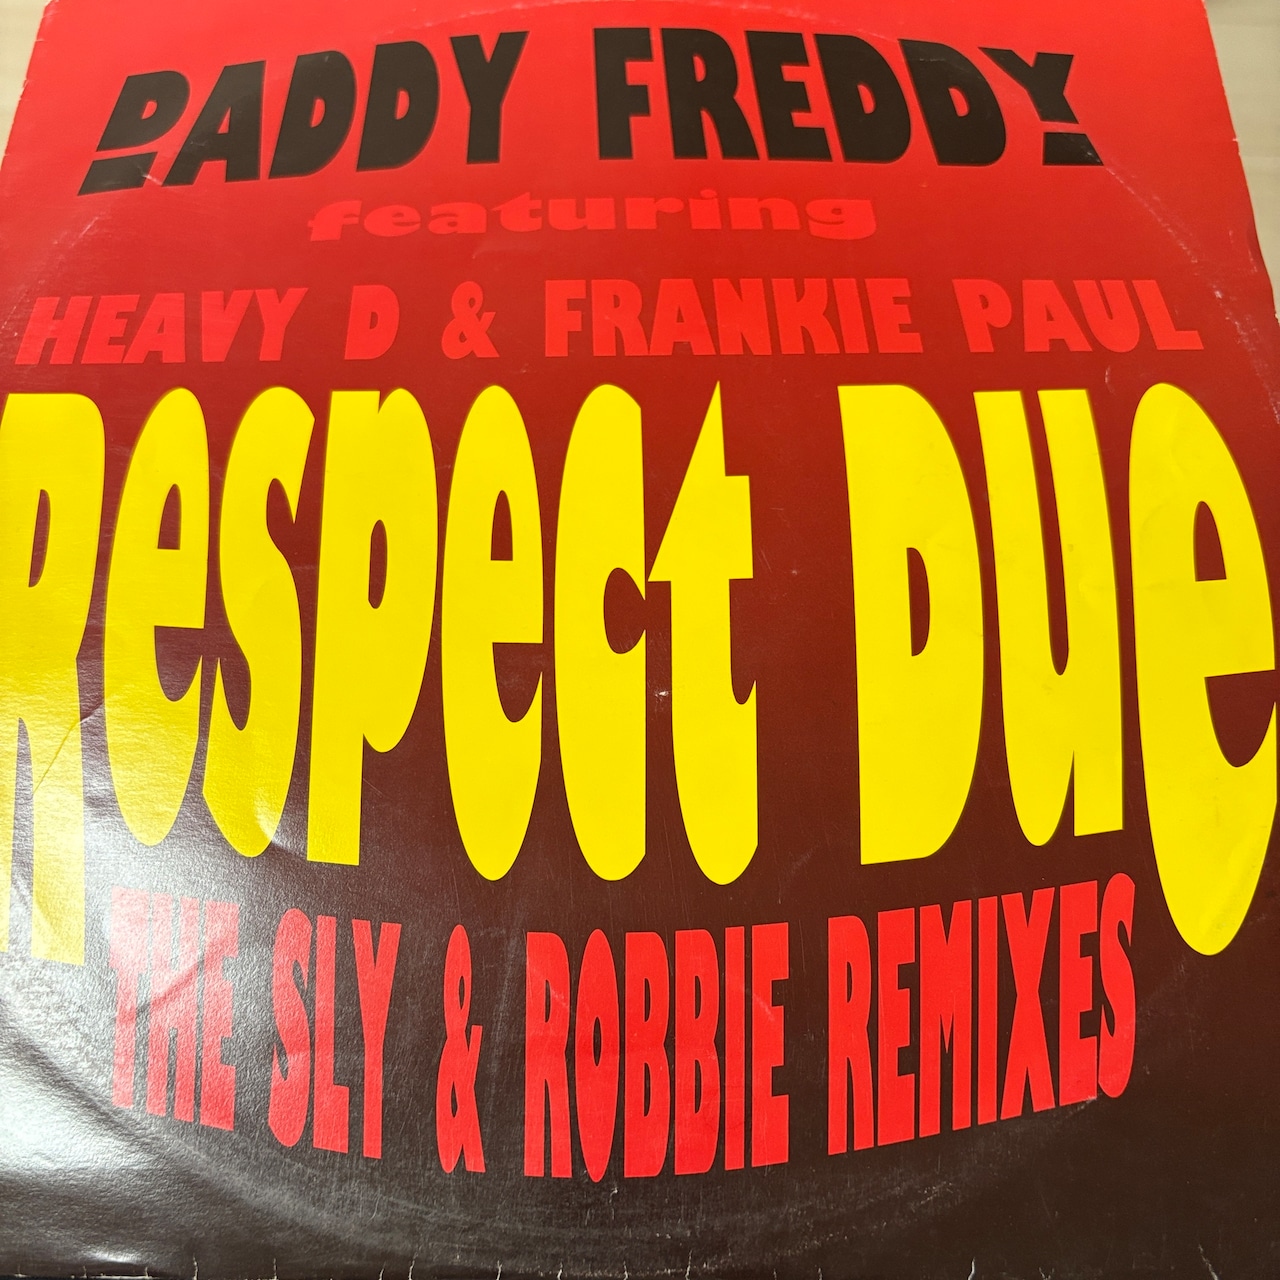 DADDY FREDDY
featuring
HEAVY D & FRANKIE PAUL
Respect Due
THE SLY & ROBBIE REMIXES